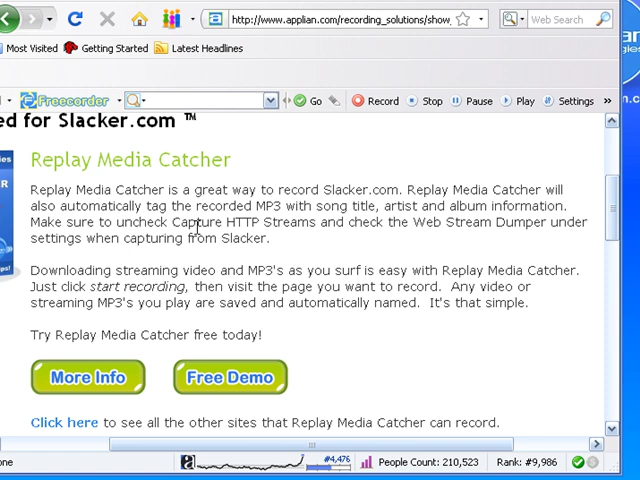 http://www.applian.com/recording_solutions/show_
Web Search
Most Visited Getting Started Latest Headlines
Freecorder Go Record Stop Pause Play Settings »
ed for Slacker.com ™
Replay Media Catcher
Replay Media Catcher is a great way to record Slacker.com. Replay Media Catcher will
also automatically tag the recorded MP3 with song title, artist and album information.
Make sure to uncheck Capture HTTP Streams and check the Web Stream Dumper under
settings when capturing from Slacker.
Downloading streaming video and MP3's as you surf is easy with Replay Media Catcher.
Just click start recording, then visit the page you want to record. Any video or
streaming MP3's you play are saved and automatically named. It's that simple.
Try Replay Media Catcher free today!
More Info Free Demo
Click here to see all the other sites that Replay Media Catcher can record.
one a #4,476 People Count: 210,523 Rank: #9,986